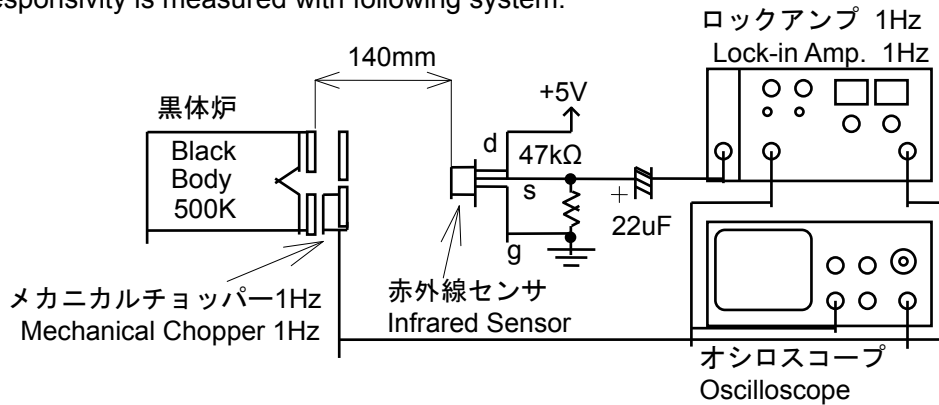 esponsivity is measured with following system.
ロックアンプ 1Hz
Lock-in Amp. 1Hz
140mm
黒体炉
Black
Body
500K
+5V
d
47kΩ
s
+
22uF
g
メカニカルチョッパー1Hz
Mechanical Chopper 1Hz
赤外線センサ
Infrared Sensor
オシロスコープ
Oscilloscope